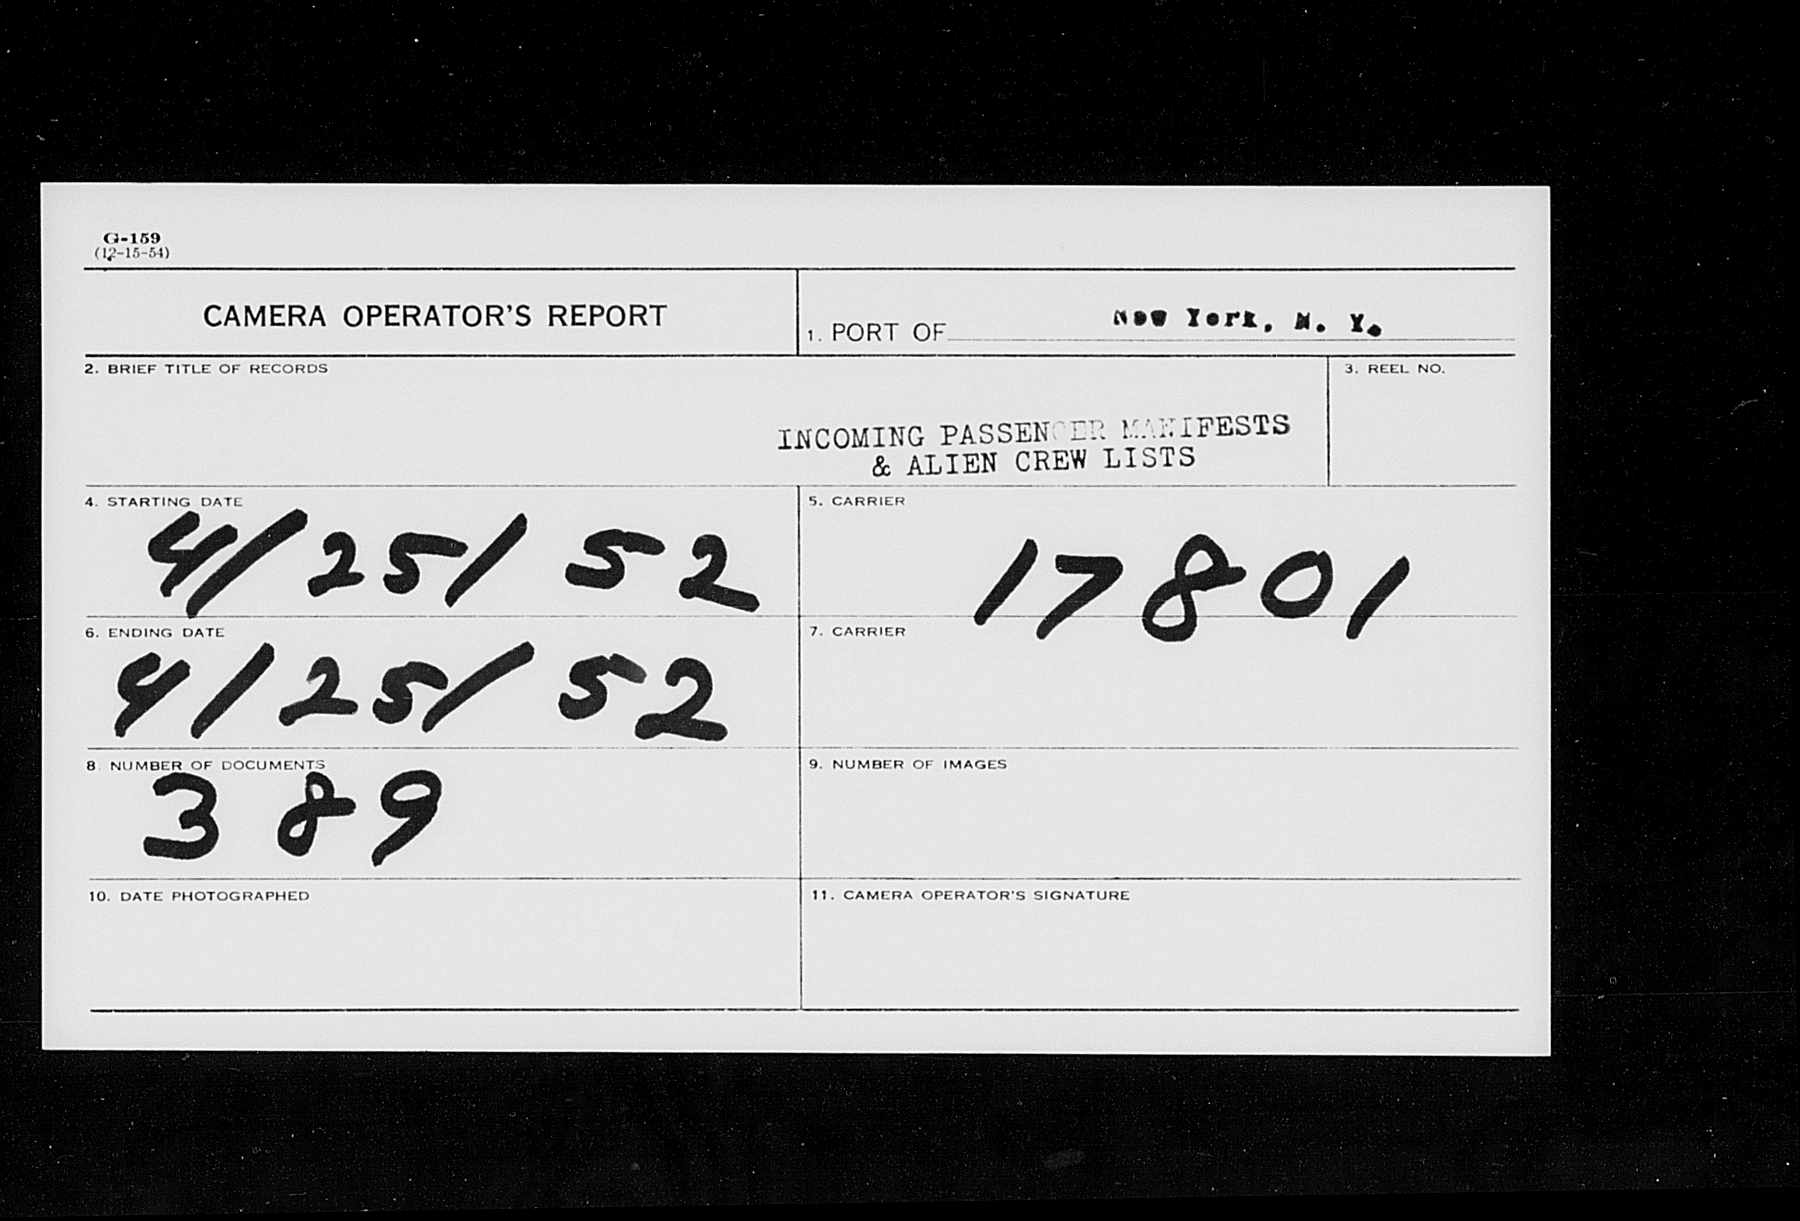 G-159
(12-15-54)
CAMERA OPERATOR'S REPORT
1. PORT OF New York, N. Y.
2. BRIEF TITLE OF RECORDS
3. REEL NO.
INCOMING PASSENGER MANIFESTS
& ALIEN CREW LISTS
4. STARTING DATE
4/25/52
5. CARRIER
17801
6. ENDING DATE
4/25/52
7. CARRIER
8. NUMBER OF DOCUMENTS
389
9. NUMBER OF IMAGES
10. DATE PHOTOGRAPHED
11. CAMERA OPERATOR'S SIGNATURE